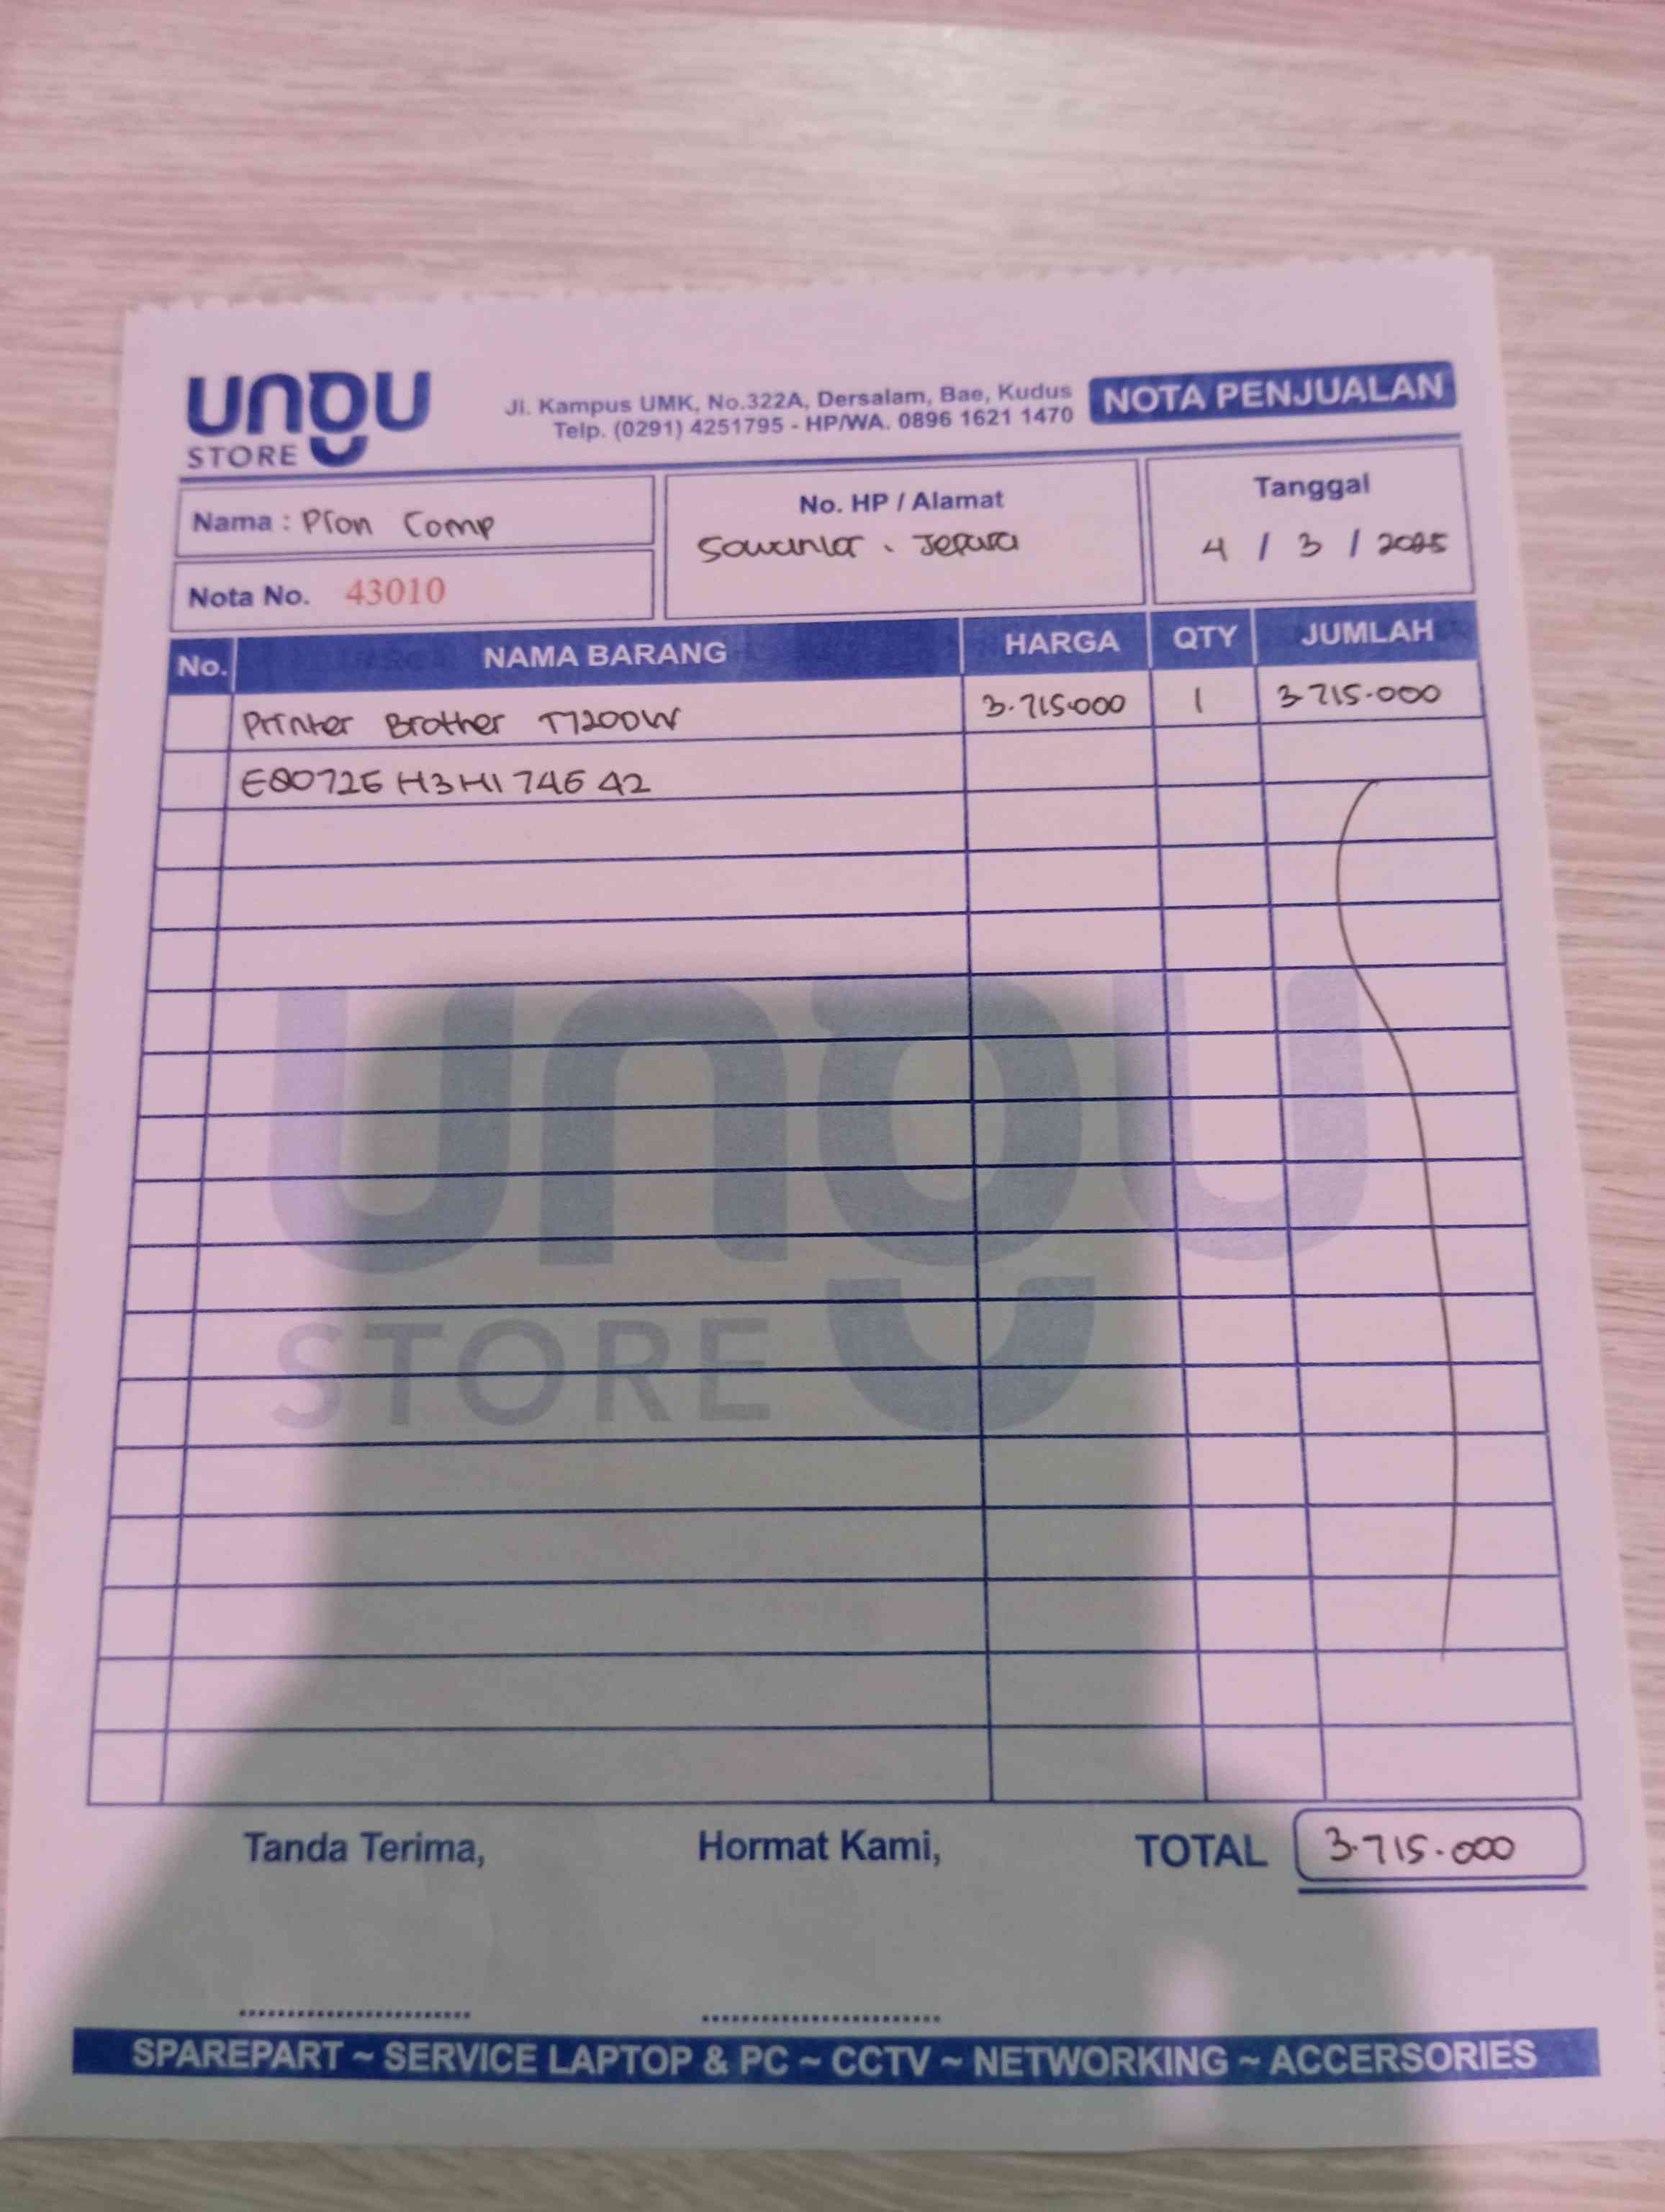 ungu
STORE
Jl. Kampus UMK, No.322A, Dersalam, Bae, Kudus
Telp. (0291) 4251795 - HP/WA. 0896 1621 1470
NOTA PENJUALAN
Nama : Pion Comp
Nota No. 43010
No. HP / Alamat
Jepara
Tanggal
4 / 3 / 2025
No. NAMA BARANG HARGA QTY JUMLAH
Printer Brother T720DW 3.715.000 1 3.715.000
TOTAL 3.715.000
Tanda Terima,
Hormat Kami,
ungu
STORE
SPAREPART ~ SERVICE LAPTOP & PC ~ CCTV ~ NETWORKING ~ ACCERSORIES